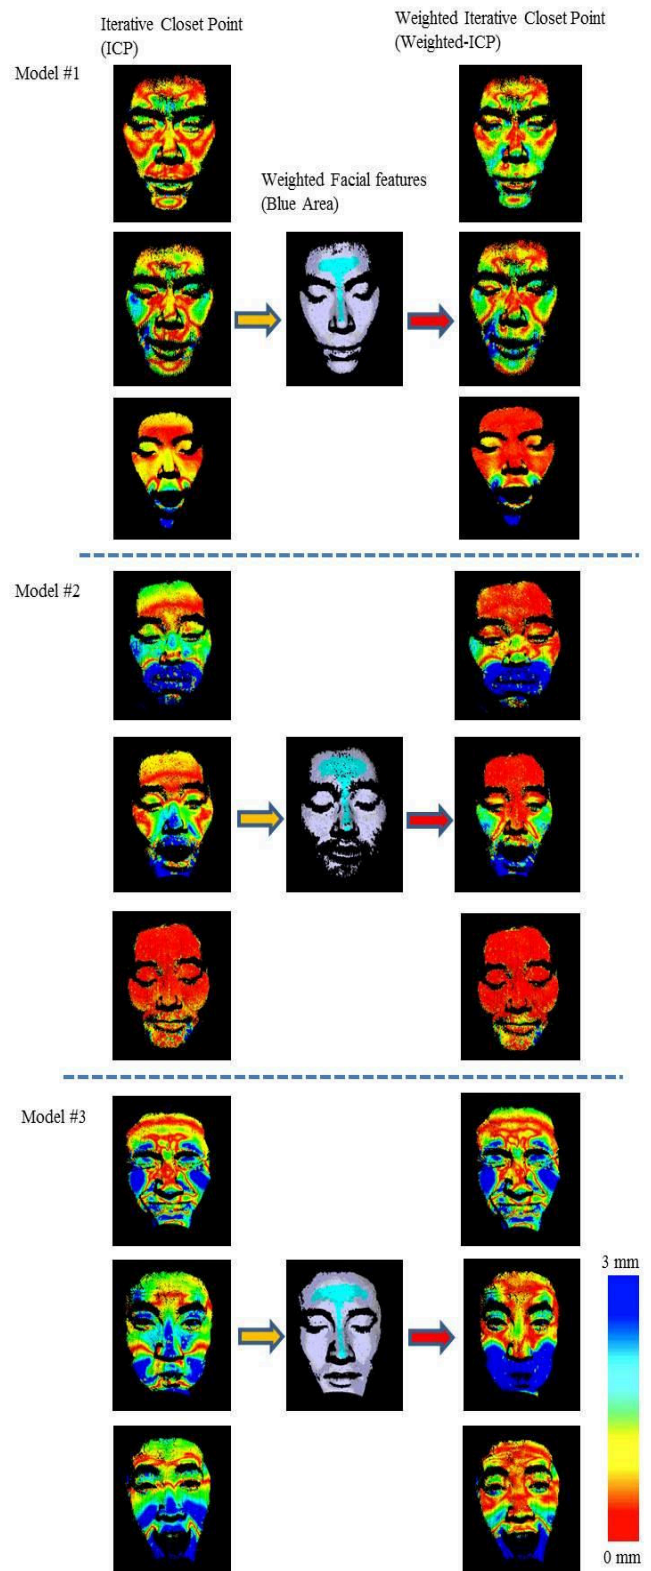 Iterative Closet Point
(ICP)
Weighted Iterative Closet Point
(Weighted-ICP)
Model #1
Weighted Facial features
(Blue Area)
Model #2
Model #3
3 mm
0 mm